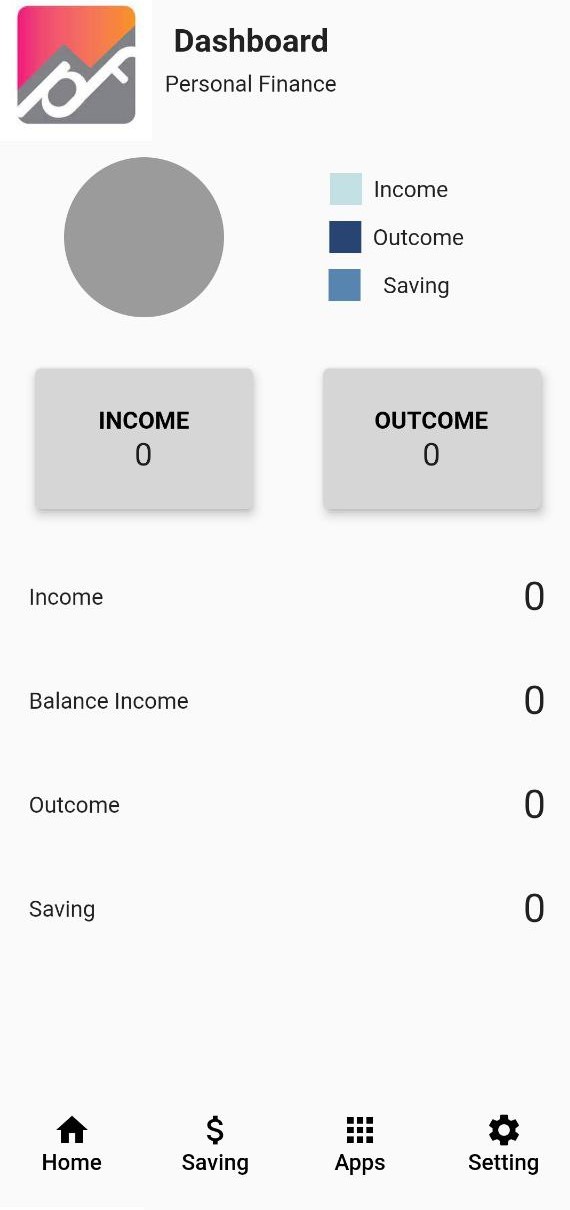 pf
Dashboard
Personal Finance
Income
Outcome
Saving
INCOME
0
OUTCOME
0
Income 0
Balance Income 0
Outcome 0
Saving 0
Home Saving Apps Setting